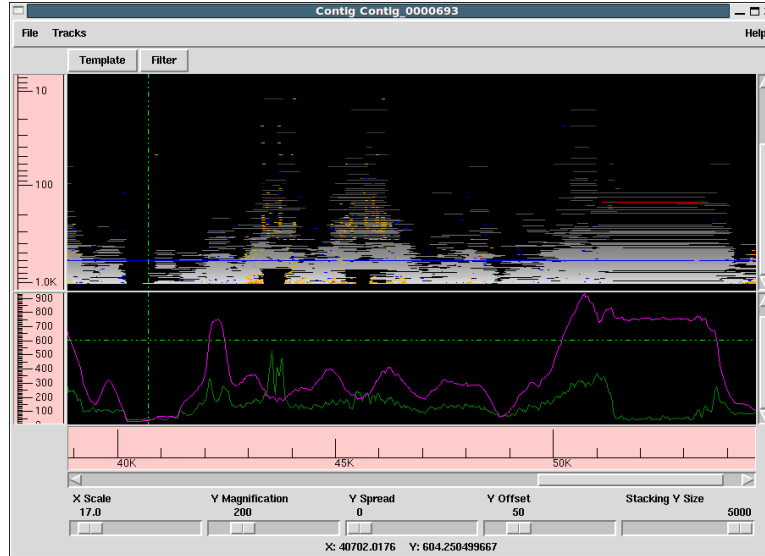 Contig Contig_0000693
File Tracks Help
Template Filter
10
100
1.0K
900
800
700
600
500
400
300
200
100
0
40K 45K 50K
X Scale Y Magnification Y Spread Y Offset Stacking Y Size
17.0 200 0 50 5000
X: 40702.0176 Y: 604.250499667